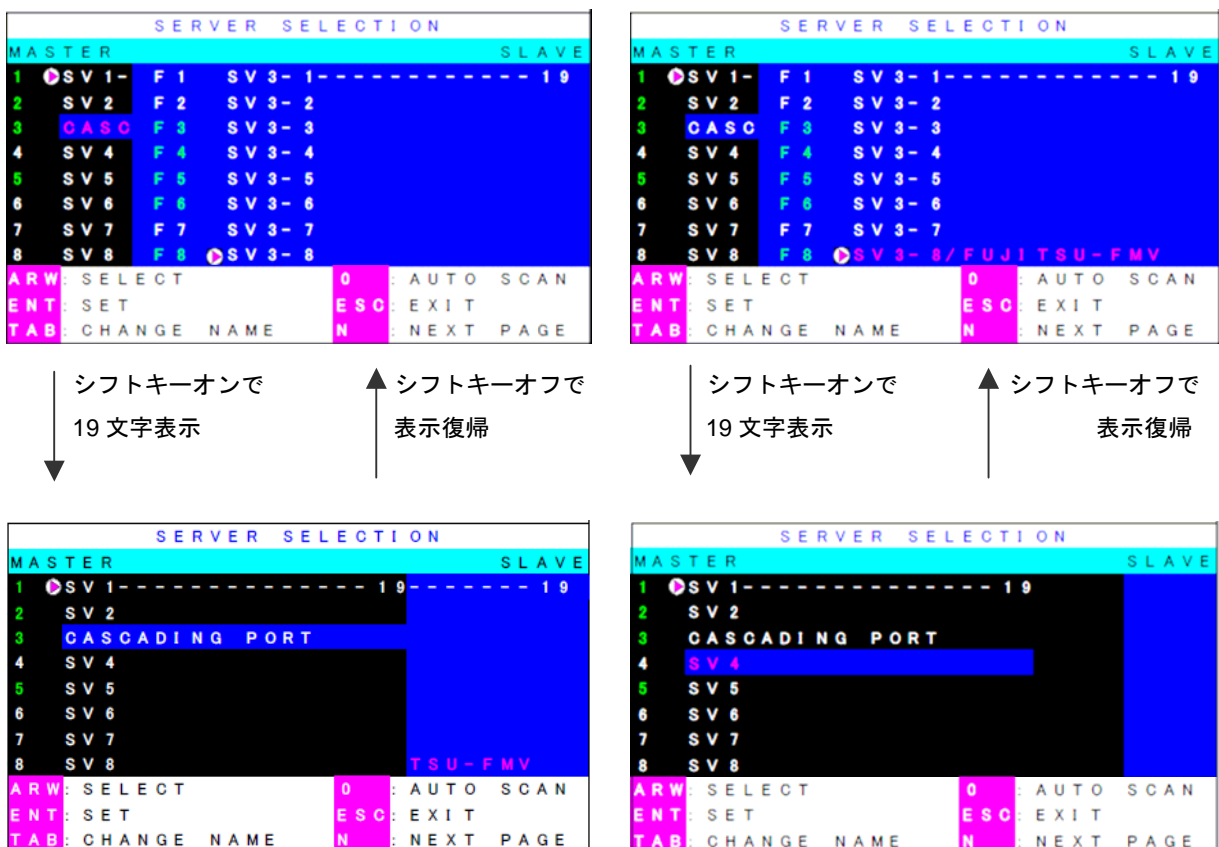 SERVER SELECTION
MASTER SLAVE
1 SV1- F1 SV3-1------------19
2 SV2 F2 SV3-2
3 CASC F3 SV3-3
4 SV4 F4 SV3-4
5 SV5 F5 SV3-5
6 SV6 F6 SV3-6
7 SV7 F7 SV3-7
8 SV8 F8 SV3-8
ARW: SELECT 0 : AUTO SCAN
ENT: SET ESC: EXIT
TAB: CHANGE NAME N : NEXT PAGE
SERVER SELECTION
MASTER SLAVE
1 SV1- F1 SV3-1------------19
2 SV2 F2 SV3-2
3 CASC F3 SV3-3
4 SV4 F4 SV3-4
5 SV5 F5 SV3-5
6 SV6 F6 SV3-6
7 SV7 F7 SV3-7
8 SV8 F8 SV3-8/FUJITSU-FMV
ARW: SELECT 0 : AUTO SCAN
ENT: SET ESC: EXIT
TAB: CHANGE NAME N : NEXT PAGE
シフトキーオンで
19 文字表示
シフトキーオフで
表示復帰
シフトキーオンで
19 文字表示
シフトキーオフで
表示復帰
SERVER SELECTION
MASTER SLAVE
1 SV1--------------19-------19
2 SV2
3 CASCADING PORT
4 SV4
5 SV5
6 SV6
7 SV7
8 SV8 TSU-FMV
ARW: SELECT 0 : AUTO SCAN
ENT: SET ESC: EXIT
TAB: CHANGE NAME N : NEXT PAGE
SERVER SELECTION
MASTER SLAVE
1 SV1--------------19
2 SV2
3 CASCADING PORT
4 SV4
5 SV5
6 SV6
7 SV7
8 SV8
ARW: SELECT 0 : AUTO SCAN
ENT: SET ESC: EXIT
TAB: CHANGE NAME N : NEXT PAGE